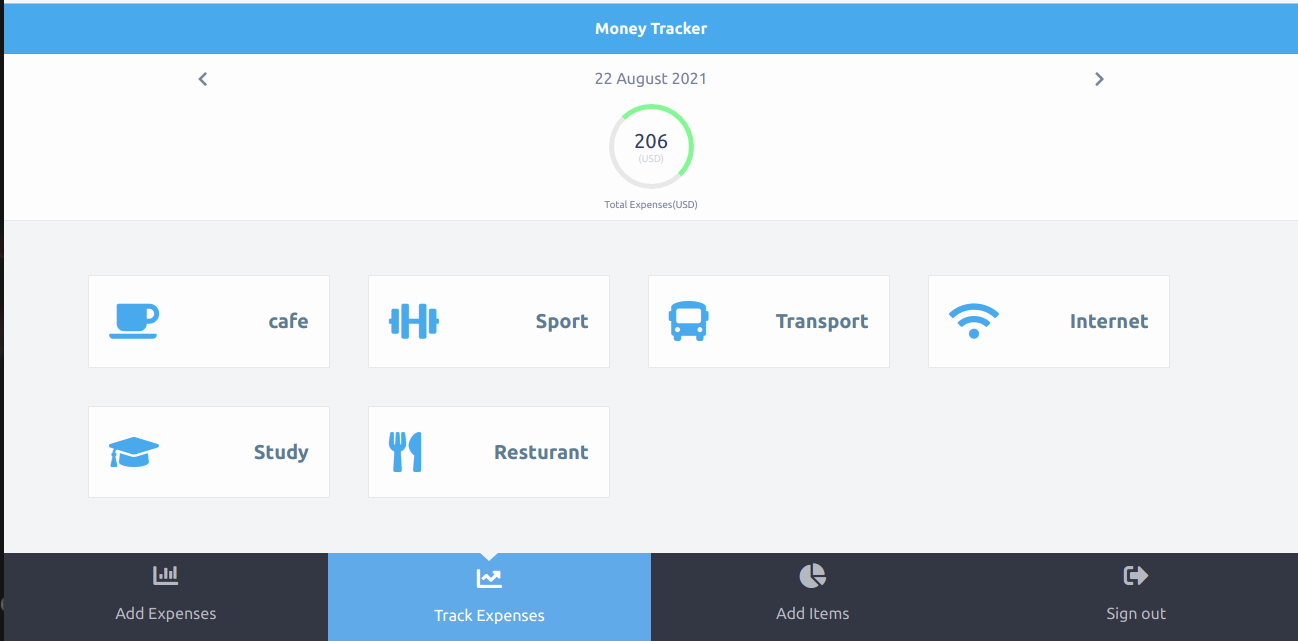 Money Tracker
22 August 2021
206
(USD)
Total Expenses(USD)
cafe
Sport
Transport
Internet
Study
Resturant
Add Expenses
Track Expenses
Add Items
Sign out